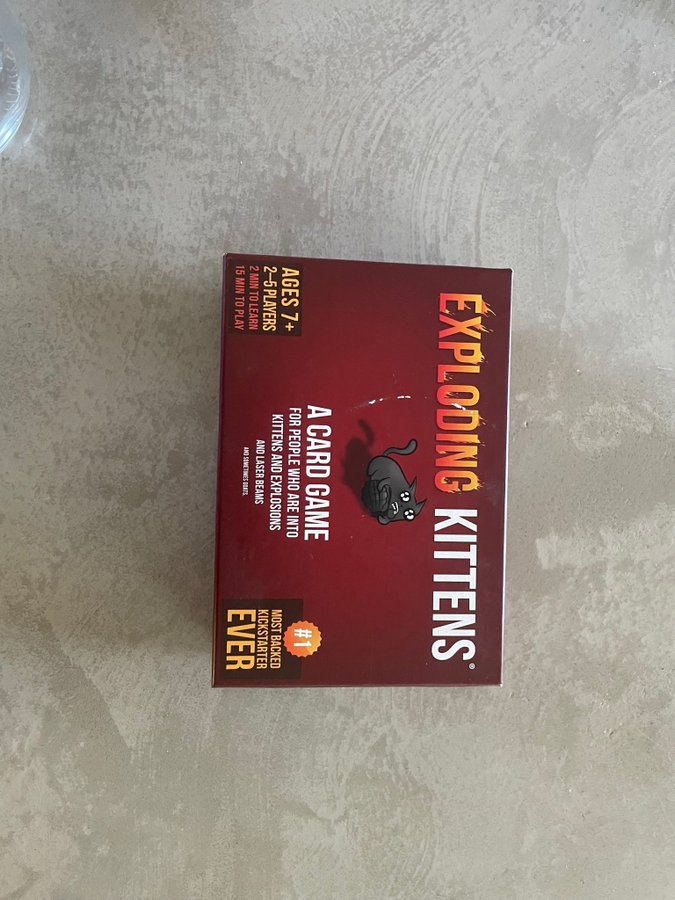 EXPLODING KITTENS®
A CARD GAME
FOR PEOPLE WHO ARE INTO
KITTENS AND EXPLOSIONS
AND LASER BEAMS
AND SOMETIMES GOATS.
AGES 7+
2–5 PLAYERS
2 MIN TO LEARN
15 MIN TO PLAY
#1
MOST BACKED
KICKSTARTER
EVER